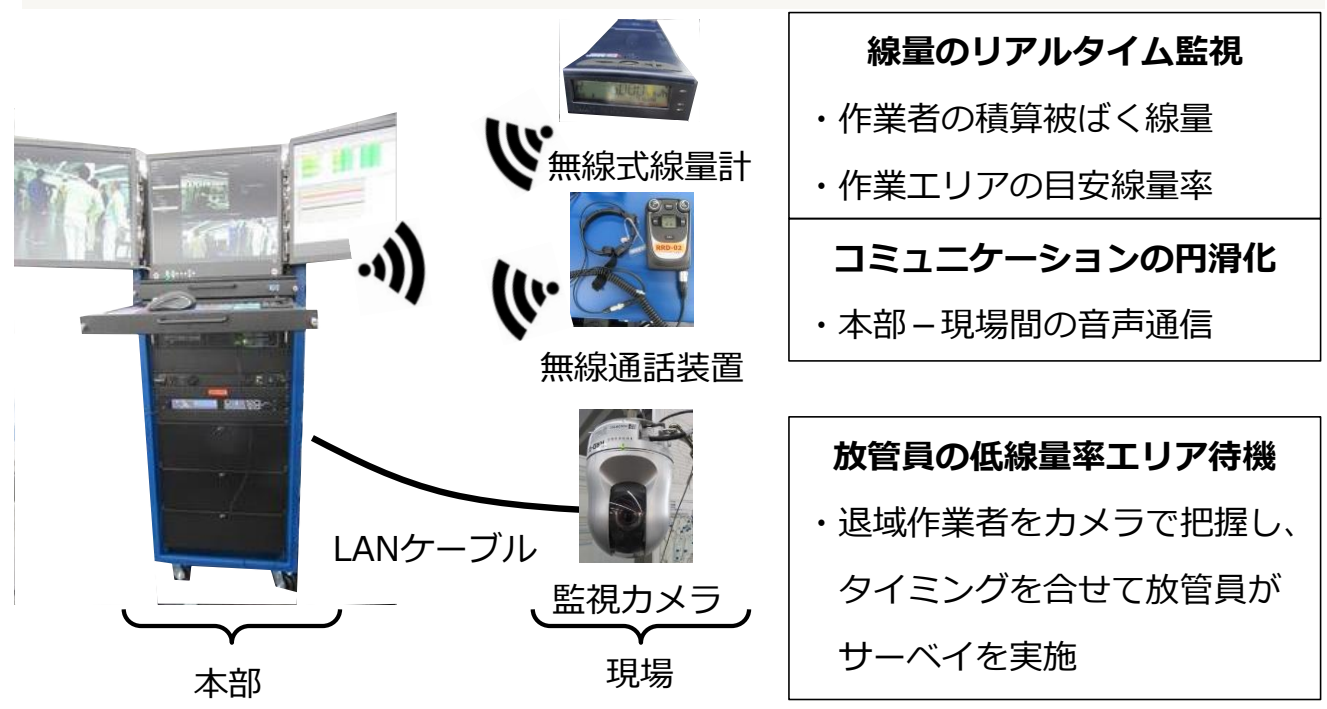 線量のリアルタイム監視
・作業者の積算被ばく線量
・作業エリアの目安線量率
無線式線量計
コミュニケーションの円滑化
・本部－現場間の音声通信
RRD-02
無線通話装置
放管員の低線量率エリア待機
・退域作業者をカメラで把握し、
タイミングを合せて放管員が
サーベイを実施
LANケーブル
監視カメラ
本部
現場